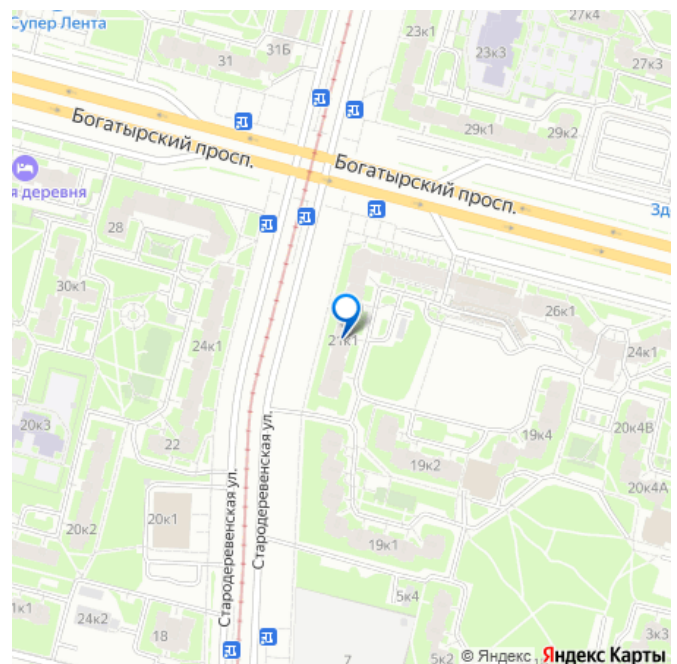 27к4
23к1
Супер Лента
31Б
31
23к3
27к3
Богатырский просп.
29к1
29к2
Богатырский просп.
я деревня
Зд
28
30к1
26к1
21к1
24к1
24к1
20к3
22
19к4
20к4В
19к2
20к4А
20к1
20к2
Стародеревенская ул.
Стародеревенская ул.
19к1
5к4
1к1
24к2
18
7
5к2
3к3
© Яндекс
Яндекс Карты